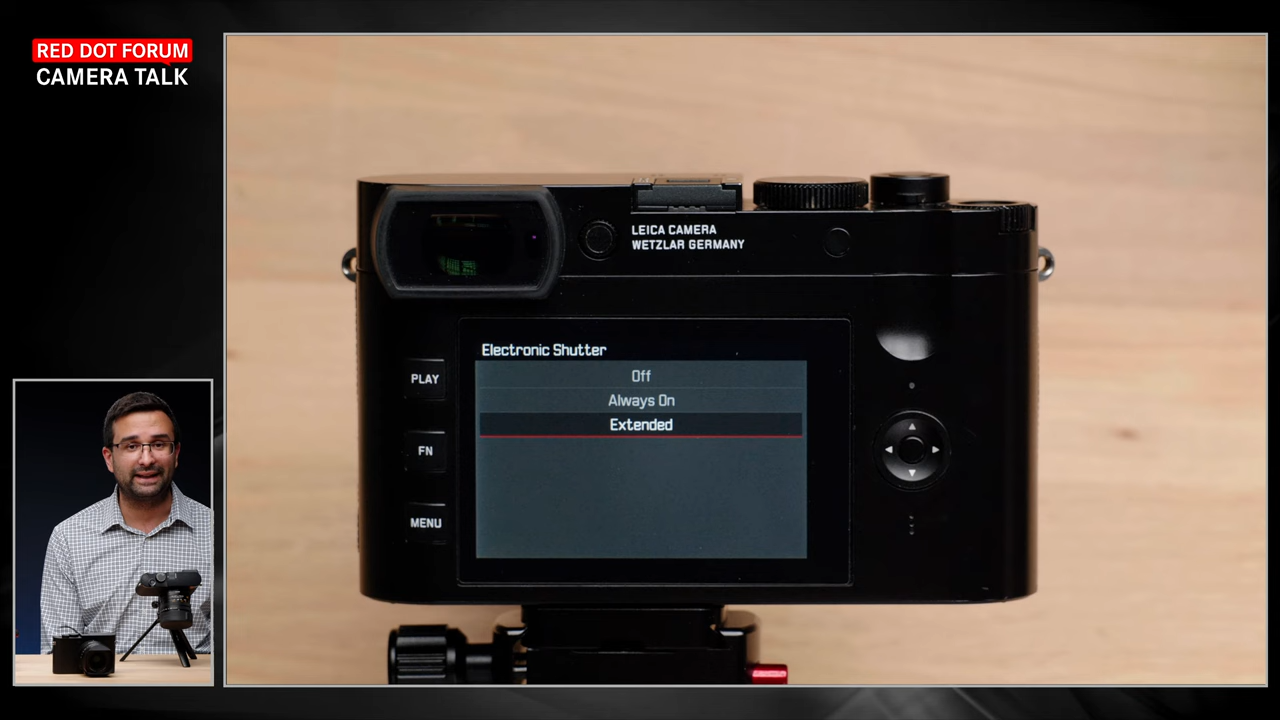 RED DOT FORUM
CAMERA TALK
LEICA CAMERA
WETZLAR GERMANY
Electronic Shutter
Off
Always On
Extended
PLAY
FN
MENU